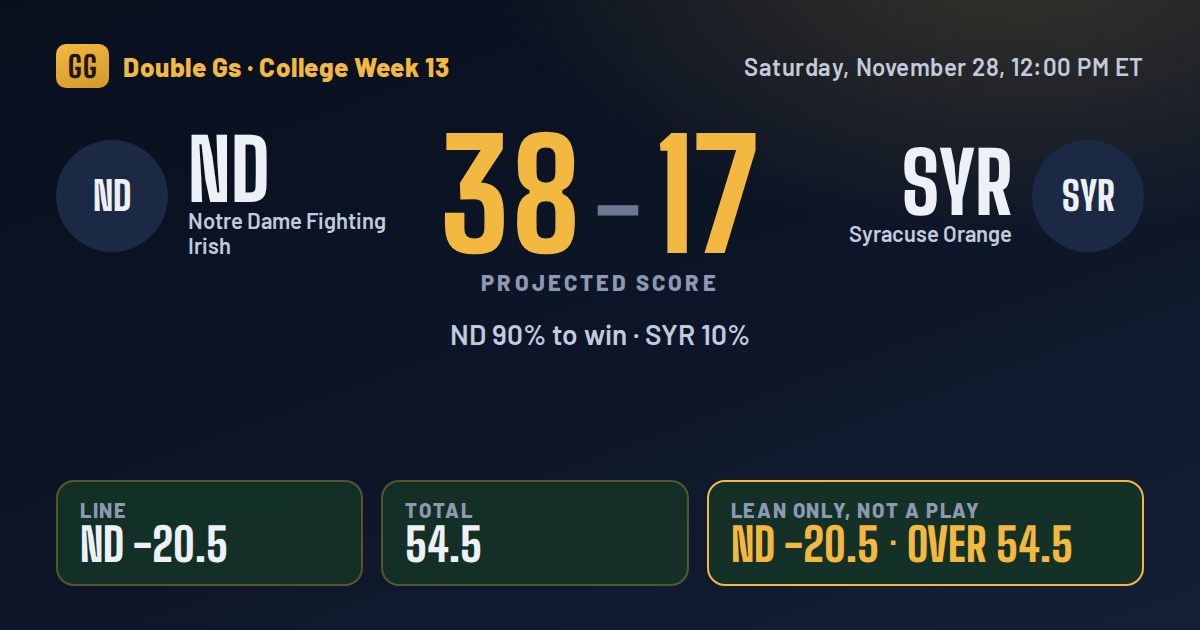 GG
Double Gs · College Week 13
Saturday, November 28, 12:00 PM ET
ND
ND
Notre Dame Fighting
Irish
38 – 17
PROJECTED SCORE
ND 90% to win · SYR 10%
SYR
Syracuse Orange
SYR
LINE
ND −20.5
TOTAL
54.5
LEAN ONLY, NOT A PLAY
ND −20.5 · OVER 54.5